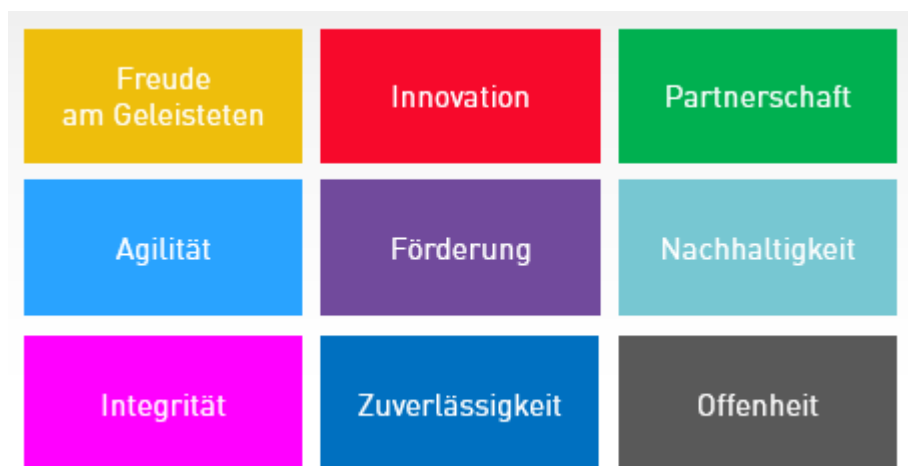 Freude
am Geleisteten
Innovation
Partnerschaft
Agilität
Förderung
Nachhaltigkeit
Integrität
Zuverlässigkeit
Offenheit